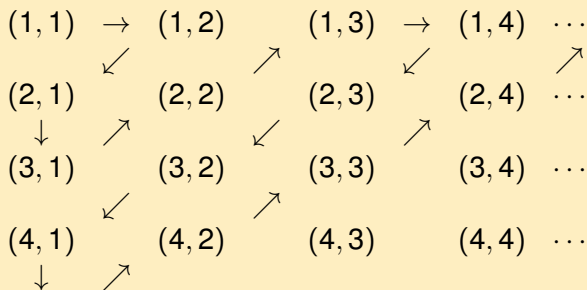 (1, 1) → (1, 2) (1, 3) → (1, 4) ⋯
↙ ↗ ↙ ↗
(2, 1) (2, 2) (2, 3) (2, 4) ⋯
↓ ↗ ↙ ↗
(3, 1) (3, 2) (3, 3) (3, 4) ⋯
↙ ↗
(4, 1) (4, 2) (4, 3) (4, 4) ⋯
↓ ↗